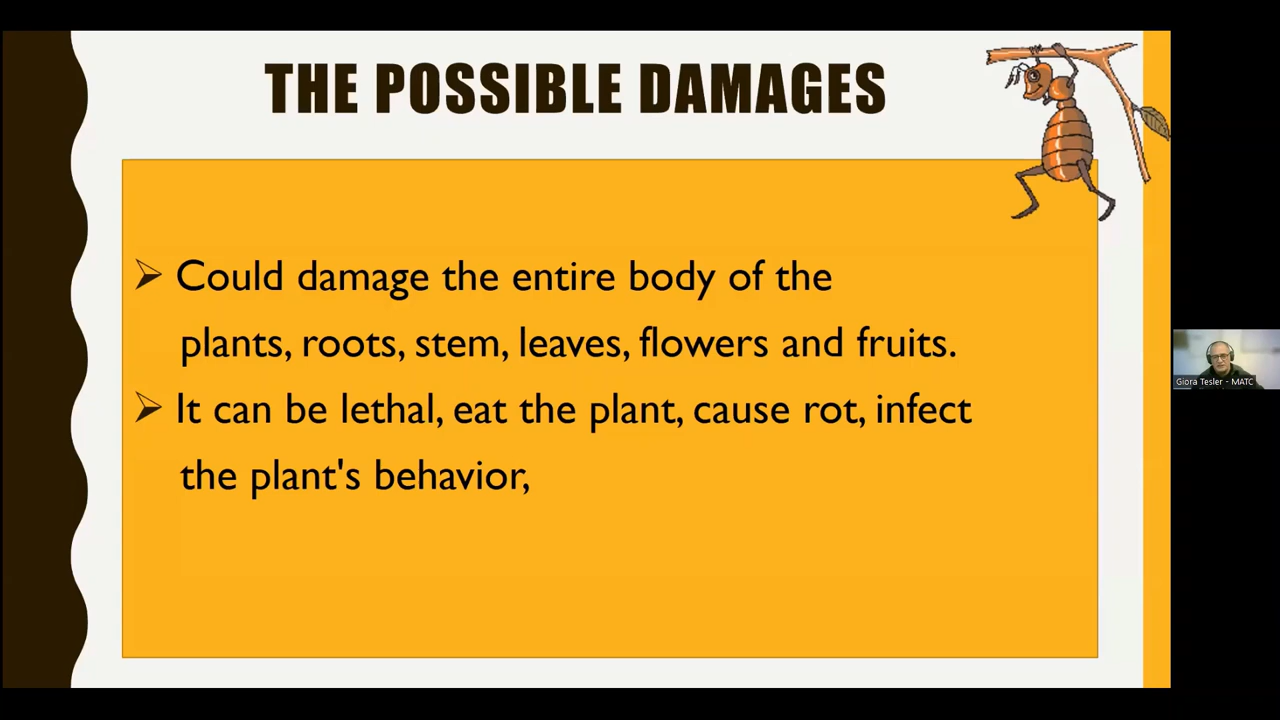 THE POSSIBLE DAMAGES
➢ Could damage the entire body of the
plants, roots, stem, leaves, flowers and fruits.
➢ It can be lethal, eat the plant, cause rot, infect
the plant's behavior,
Giora Tesler - MATC